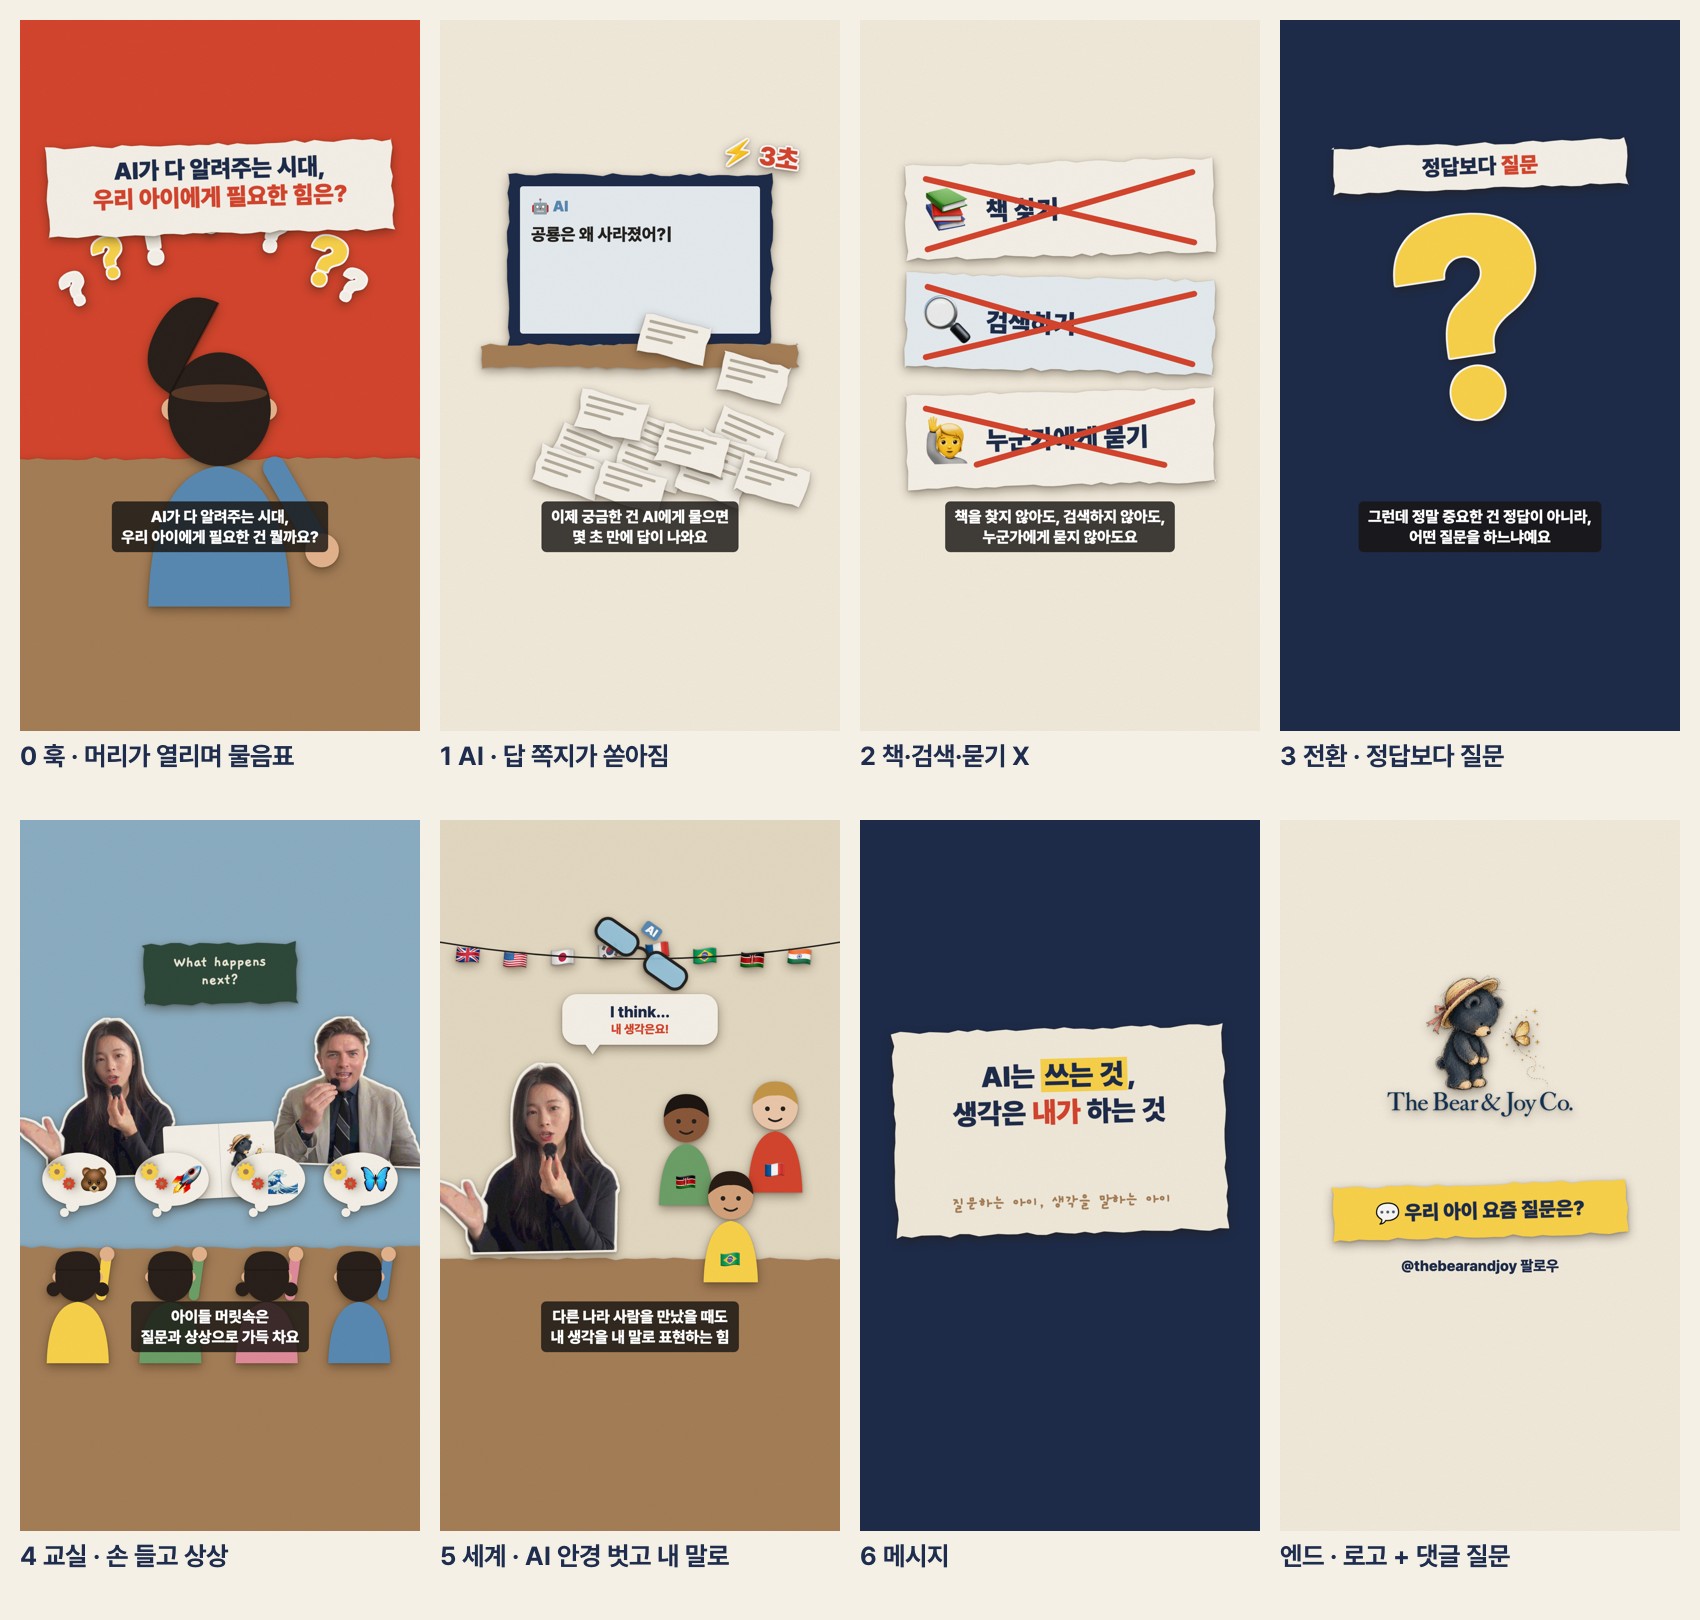 AI가 다 알려주는 시대,
우리 아이에게 필요한 힘은?
AI가 다 알려주는 시대,
우리 아이에게 필요한 건 뭘까요?
0 훅 · 머리가 열리며 물음표
⚡ 3초
🤖 AI
공룡은 왜 사라졌어?|
이제 궁금한 건 AI에게 물으면
몇 초 만에 답이 나와요
1 AI · 답 쪽지가 쏟아짐
책 찾기
검색하기
누군가에게 묻기
책을 찾지 않아도, 검색하지 않아도,
누군가에게 묻지 않아도요
2 책·검색·묻기 X
정답보다 질문
?
그런데 정말 중요한 건 정답이 아니라,
어떤 질문을 하느냐예요
3 전환 · 정답보다 질문
What happens
next?
아이들 머릿속은
질문과 상상으로 가득 차요
4 교실 · 손 들고 상상
AI
I think...
내 생각은요!
다른 나라 사람을 만났을 때도
내 생각을 내 말로 표현하는 힘
5 세계 · AI 안경 벗고 내 말로
AI는 쓰는 것,
생각은 내가 하는 것
질문하는 아이, 생각을 말하는 아이
6 메시지
The Bear & Joy Co.
💬 우리 아이 요즘 질문은?
@thebearandjoy 팔로우
엔드 · 로고 + 댓글 질문